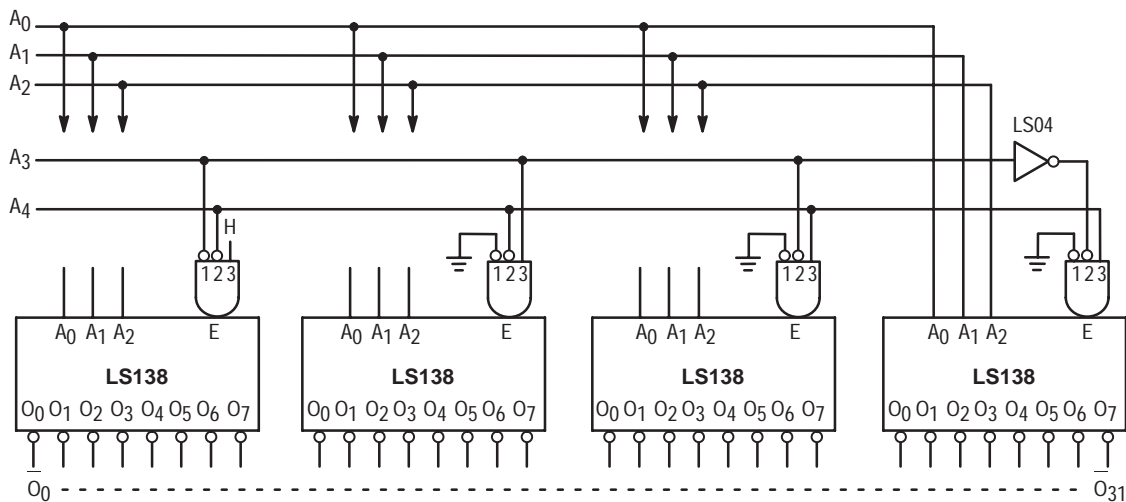 A0
A1
A2
LS04
A3
A4
H
123 123 123 123
A0 A1 A2 E A0 A1 A2 E A0 A1 A2 E A0 A1 A2 E
LS138 LS138 LS138 LS138
O0 O1 O2 O3 O4 O5 O6 O7 O0 O1 O2 O3 O4 O5 O6 O7 O0 O1 O2 O3 O4 O5 O6 O7 O0 O1 O2 O3 O4 O5 O6 O7
O̅0 O̅31